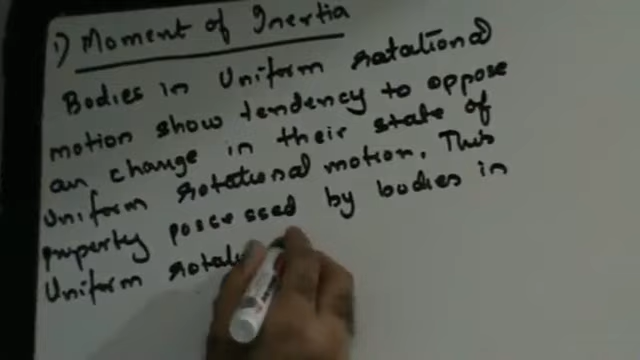 1) Moment of Inertia
Bodies in Uniform rotational
motion show tendency to oppose
an change in their state of
Uniform rotational motion. This
property possessed by bodies in
Uniform